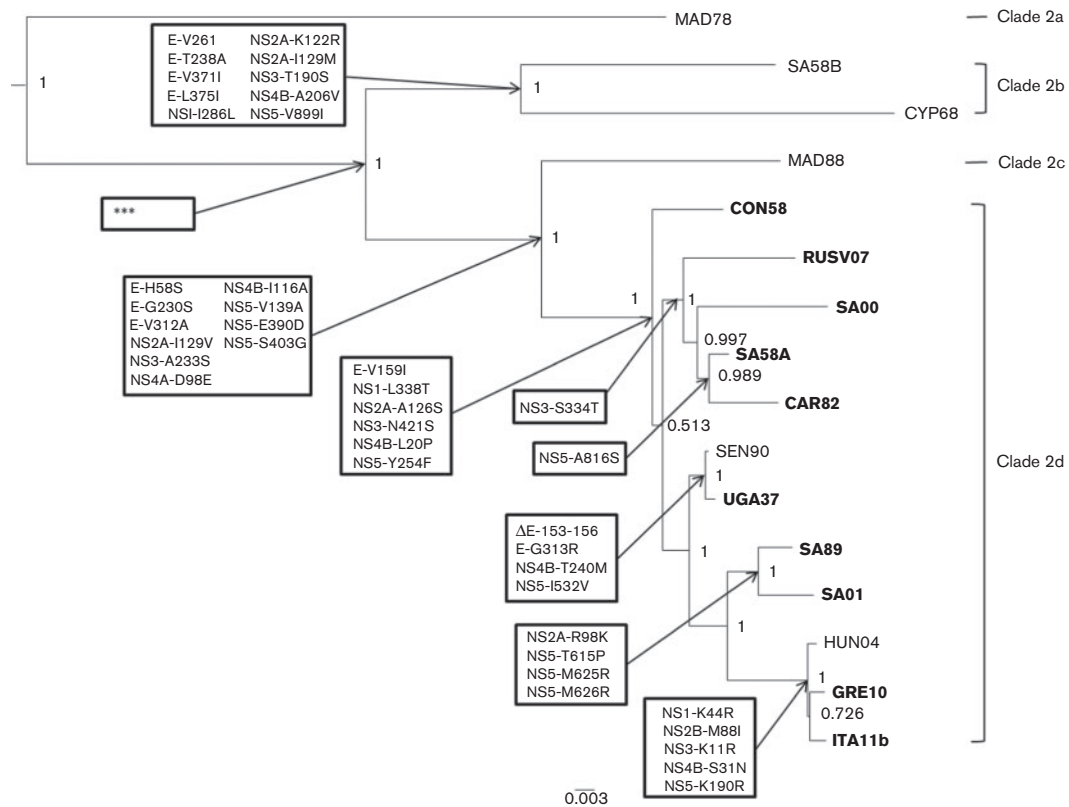 MAD78
Clade 2a
E-V261 NS2A-K122R
E-T238A NS2A-I129M
E-V371I NS3-T190S
E-L375I NS4B-A206V
NSI-I286L NS5-V899I
1
SA58B
1
Clade 2b
CYP68
1
MAD88
Clade 2c
***
CON58
1
RUSV07
E-H58S NS4B-I116A
E-G230S NS5-V139A
E-V312A NS5-E390D
NS2A-I129V NS5-S403G
NS3-A233S
NS4A-D98E
1
1
SA00
0.997
SA58A
0.989
CAR82
E-V159I
NS1-L338T
NS2A-A126S
NS3-N421S
NS4B-L20P
NS5-Y254F
NS3-S334T
0.513
NS5-A816S
SEN90
1
UGA37
Clade 2d
ΔE-153-156
E-G313R
NS4B-T240M
NS5-I532V
1
SA89
1
SA01
NS2A-R98K
NS5-T615P
NS5-M625R
NS5-M626R
1
HUN04
1
GRE10
0.726
ITA11b
NS1-K44R
NS2B-M88I
NS3-K11R
NS4B-S31N
NS5-K190R
0.003